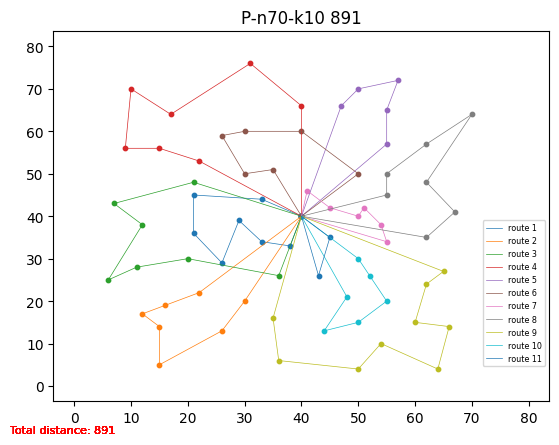 P-n70-k10 891
80
70
60
50
40
30
20
10
0
0 10 20 30 40 50 60 70 80
route 1
route 2
route 3
route 4
route 5
route 6
route 7
route 8
route 9
route 10
route 11
Total distance: 891